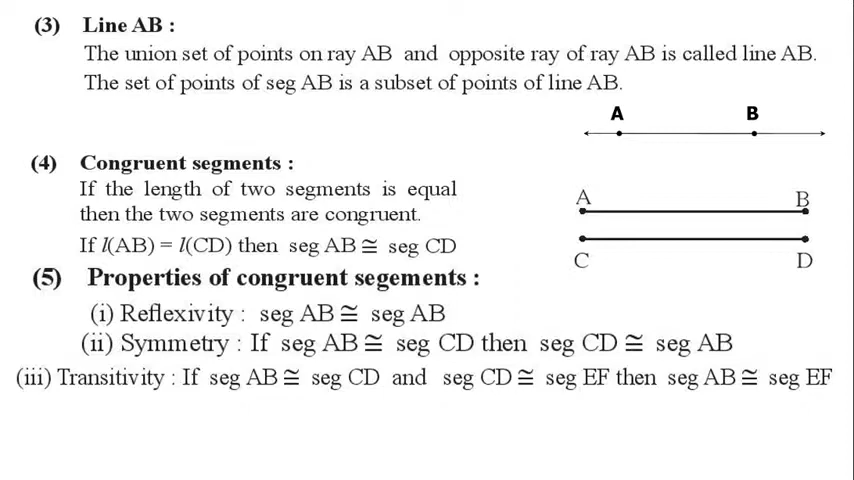 (3) Line AB :
The union set of points on ray AB and opposite ray of ray AB is called line AB.
The set of points of seg AB is a subset of points of line AB.
A B
(4) Congruent segments :
If the length of two segments is equal
then the two segments are congruent.
If l(AB) = l(CD) then seg AB ≅ seg CD
A B
C D
(5) Properties of congruent segements :
(i) Reflexivity : seg AB ≅ seg AB
(ii) Symmetry : If seg AB ≅ seg CD then seg CD ≅ seg AB
(iii) Transitivity : If seg AB ≅ seg CD and seg CD ≅ seg EF then seg AB ≅ seg EF